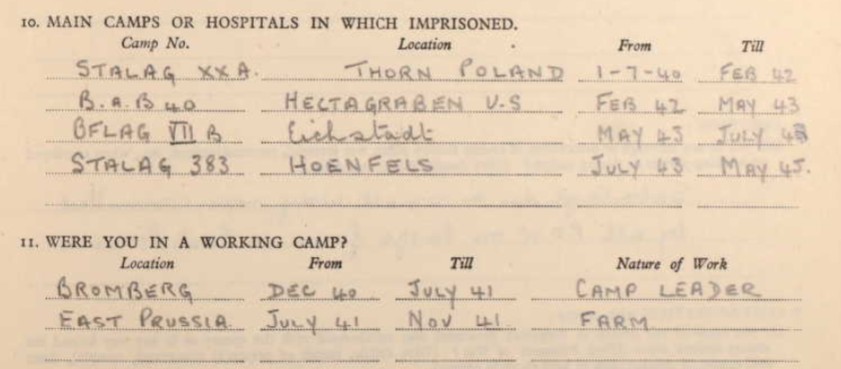 10. MAIN CAMPS OR HOSPITALS IN WHICH IMPRISONED.
Camp No. Location From Till
STALAG XXA. THORN POLAND 1-7-40 FEB 42
B.A.B 40 HECTAGRABEN U-S FEB 42 MAY 43
BFLAG VII B Eichstadt MAY 43 JULY 43
STALAG 383 HOENFELS JULY 43 MAY 45.
11. WERE YOU IN A WORKING CAMP?
Location From Till Nature of Work
BROMBERG DEC 40 JULY 41 CAMP LEADER
EAST PRUSSIA. JULY 41 NOV 41. FARM